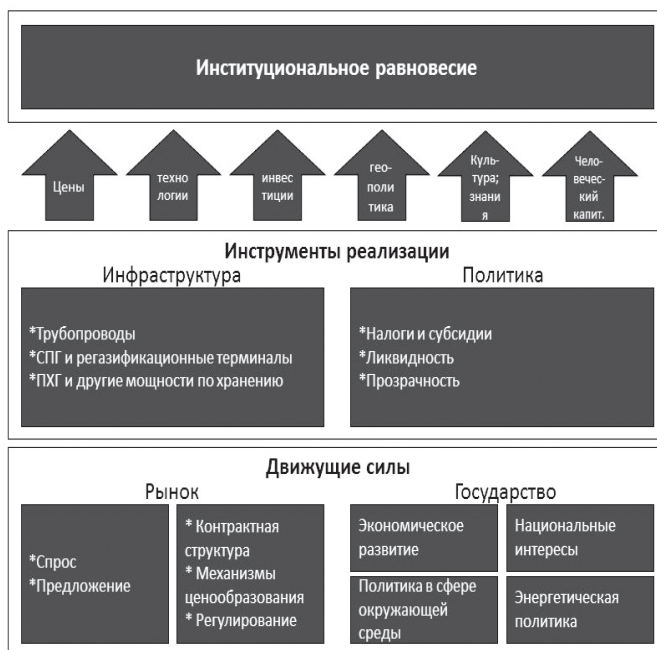 Институциональное равновесие
Цены
техно
логии
инвес
тиции
гео-
поли
тика
Куль-
тура;
знани
я
Чело-
вечес-
кий
капит.
Инструменты реализации
Инфраструктура
*Трубопроводы
*СПГ и регазификационные терминалы
*ПХГ и другие мощности по хранению
Политика
*Налоги и субсидии
*Ликвидность
*Прозрачность
Движущие силы
Рынок
*Спрос
*Предложение
* Контрактная
структура
* Механизмы
ценообразования
* Регулирование
Государство
Экономическое
развитие
Национальные
интересы
Политика в сфере
окружающей
среды
Энергетическая
политика